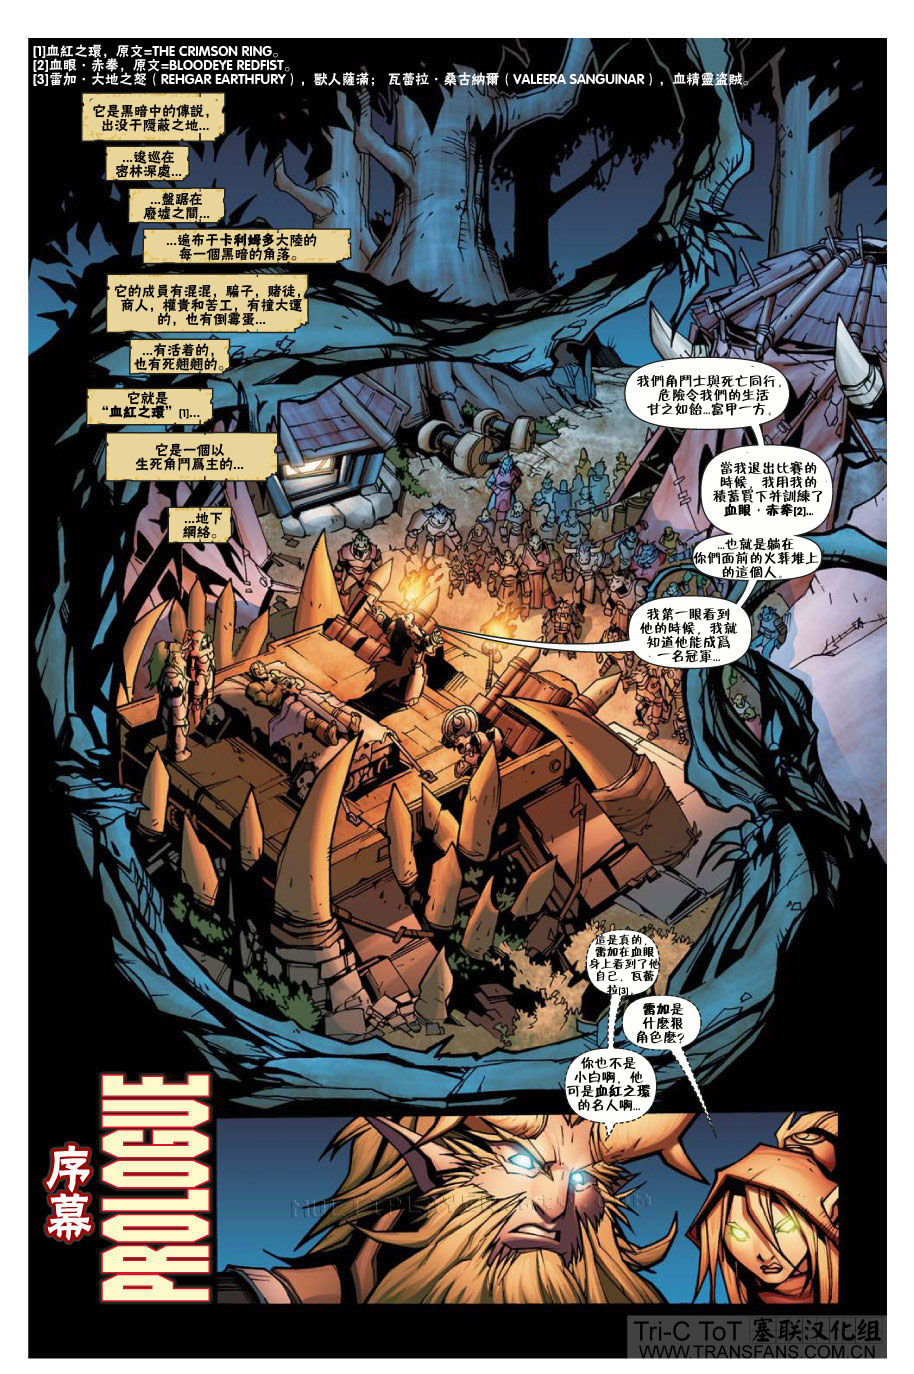 [1]血紅之環，原文=THE CRIMSON RING。
[2]血眼·赤拳，原文=BLOODEYE REDFIST。
[3]雷加·大地之怒（REHGAR EARTHFURY），獸人薩滿； 瓦蕾拉·桑古納爾（VALEERA SANGUINAR），血精靈盜賊。
它是黑暗中的傳説，
出没于隱蔽之地...
...逡巡在
密林深處...
...盤踞在
廢墟之間...
...遍布于卡利姆多大陸的
每一個黑暗的角落。
它的成員有混混，騙子，賭徒，
商人，權貴和苦工，有撞大運
的，也有倒霉蛋...
...有活着的，
也有死翹翹的。
它就是
“血紅之環”[1]...
它是一個以
生死角鬥爲主的...
...地下
網絡。
我們角鬥士與死亡同行，
危險令我們的生活
甘之如飴...富甲一方。
當我退出比賽的
時候，我用我的
積蓄買下并訓練了
血眼·赤拳[2]...
...也就是躺在
你們面前的火葬堆上
的這個人。
我第一眼看到
他的時候，我就
知道他能成爲
一名冠軍...
這是真的，
雷加在血眼
身上看到了他
自己，瓦蕾
拉[3]。
雷加是
什麽狠
角色麽?
你也不是
小白啊，他
可是血紅之環
的名人啊...
序幕
PROLOGUE
Tri-C ToT 塞联汉化组
WWW.TRANSFANS.COM.CN